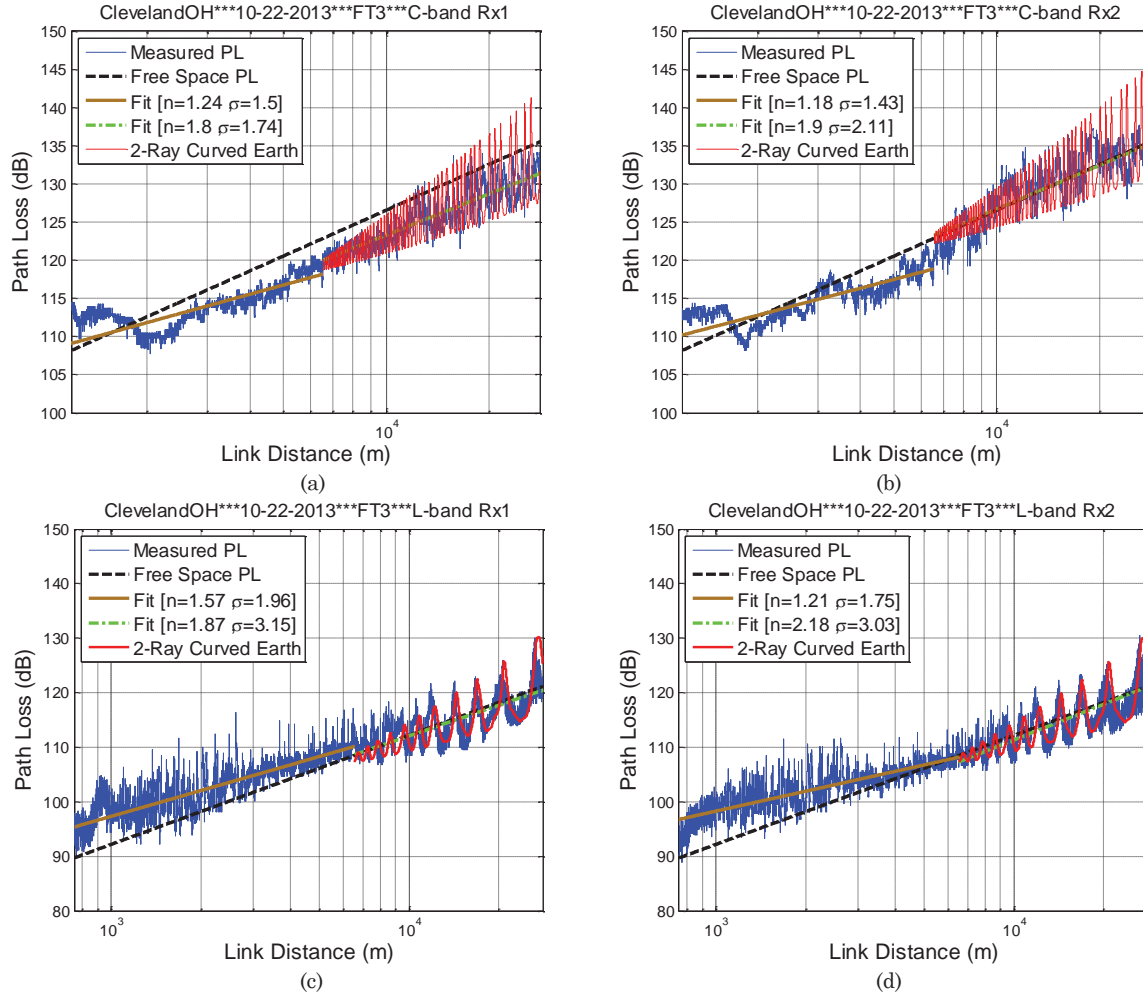 ClevelandOH***10-22-2013***FT3***C-band Rx1
150
145
140
135
130
125
120
115
110
105
100
Path Loss (dB)
Measured PL
Free Space PL
Fit [n=1.24 σ=1.5]
Fit [n=1.8 σ=1.74]
2-Ray Curved Earth
10^4
Link Distance (m)
(a)
ClevelandOH***10-22-2013***FT3***C-band Rx2
150
145
140
135
130
125
120
115
110
105
100
Path Loss (dB)
Measured PL
Free Space PL
Fit [n=1.18 σ=1.43]
Fit [n=1.9 σ=2.11]
2-Ray Curved Earth
10^4
Link Distance (m)
(b)
ClevelandOH***10-22-2013***FT3***L-band Rx1
150
140
130
120
110
100
90
80
Path Loss (dB)
Measured PL
Free Space PL
Fit [n=1.57 σ=1.96]
Fit [n=1.87 σ=3.15]
2-Ray Curved Earth
10^3
10^4
Link Distance (m)
(c)
ClevelandOH***10-22-2013***FT3***L-band Rx2
150
140
130
120
110
100
90
80
Path Loss (dB)
Measured PL
Free Space PL
Fit [n=1.21 σ=1.75]
Fit [n=2.18 σ=3.03]
2-Ray Curved Earth
10^3
10^4
Link Distance (m)
(d)